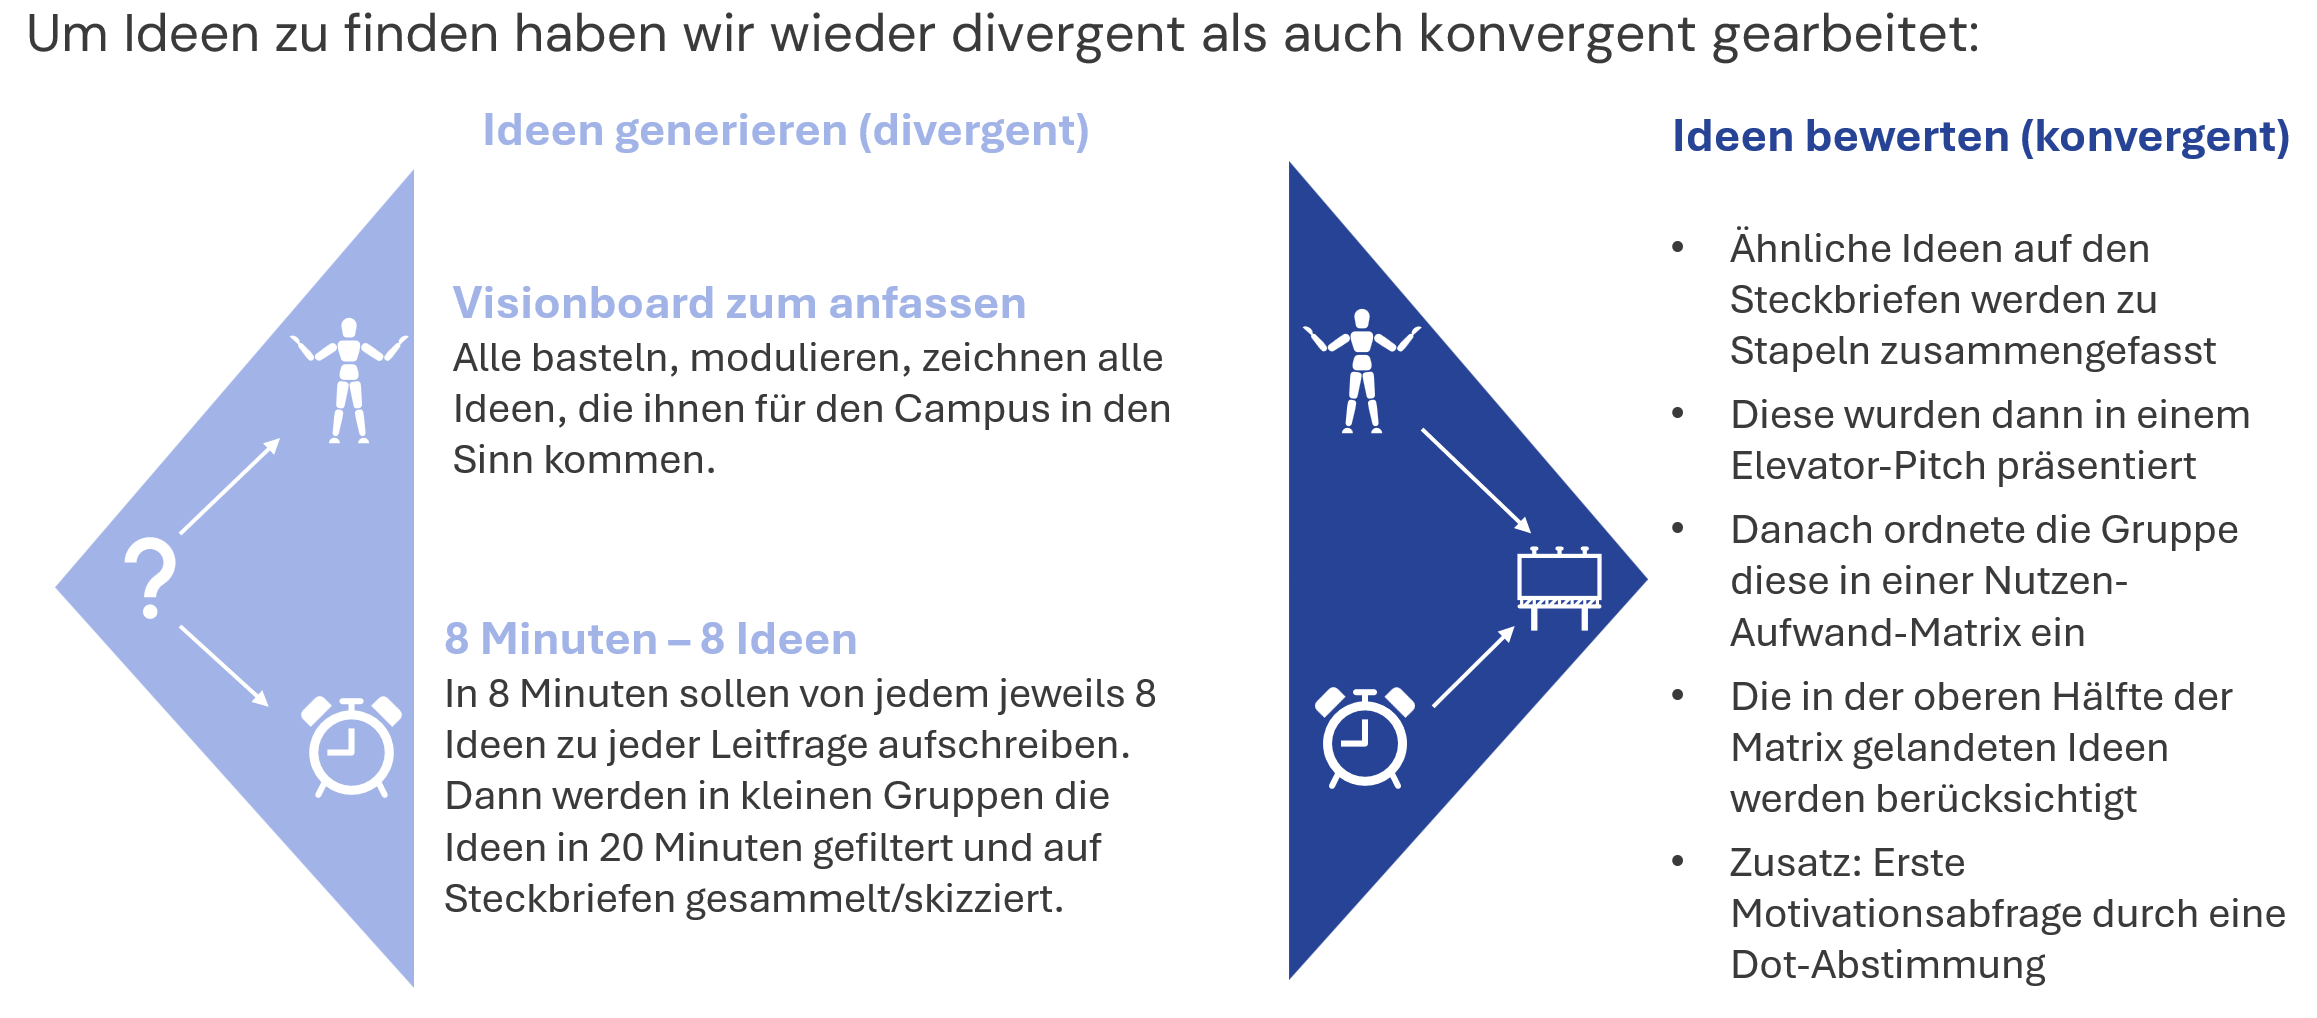 Um Ideen zu finden haben wir wieder divergent als auch konvergent gearbeitet:
Ideen generieren (divergent)
Visionboard zum anfassen
Alle basteln, modulieren, zeichnen alle
Ideen, die ihnen für den Campus in den
Sinn kommen.
8 Minuten – 8 Ideen
In 8 Minuten sollen von jedem jeweils 8
Ideen zu jeder Leitfrage aufschreiben.
Dann werden in kleinen Gruppen die
Ideen in 20 Minuten gefiltert und auf
Steckbriefen gesammelt/skizziert.
Ideen bewerten (konvergent)
• Ähnliche Ideen auf den
Steckbriefen werden zu
Stapeln zusammengefasst
• Diese wurden dann in einem
Elevator-Pitch präsentiert
• Danach ordnete die Gruppe
diese in einer Nutzen-
Aufwand-Matrix ein
• Die in der oberen Hälfte der
Matrix gelandeten Ideen
werden berücksichtigt
• Zusatz: Erste
Motivationsabfrage durch eine
Dot-Abstimmung
?